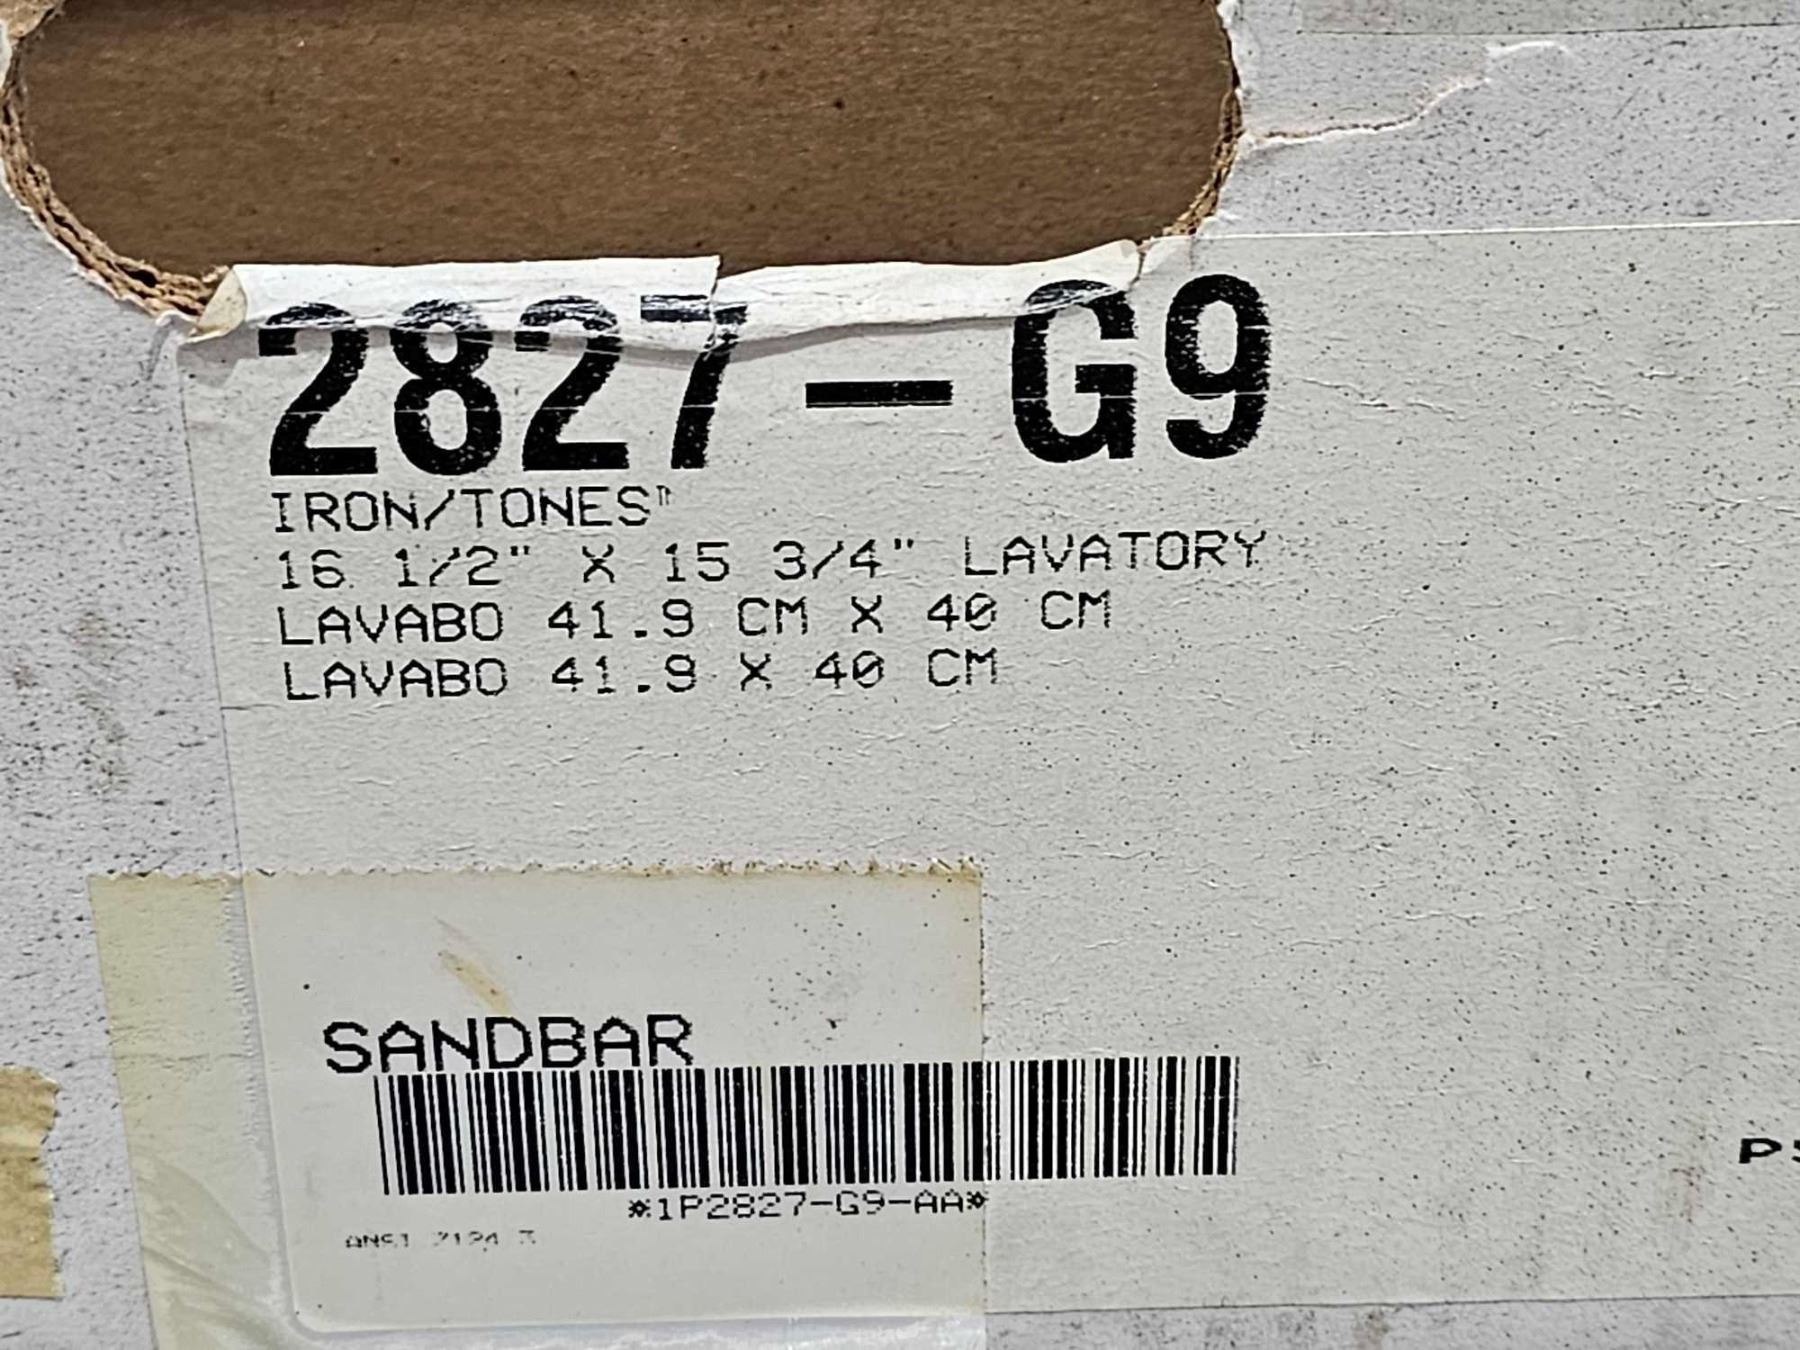 2827-G9
IRON/TONES™
16 1/2" X 15 3/4" LAVATORY
LAVABO 41.9 CM X 40 CM
LAVABO 41.9 X 40 CM
SANDBAR
*1P2827-G9-AA*
ANSI